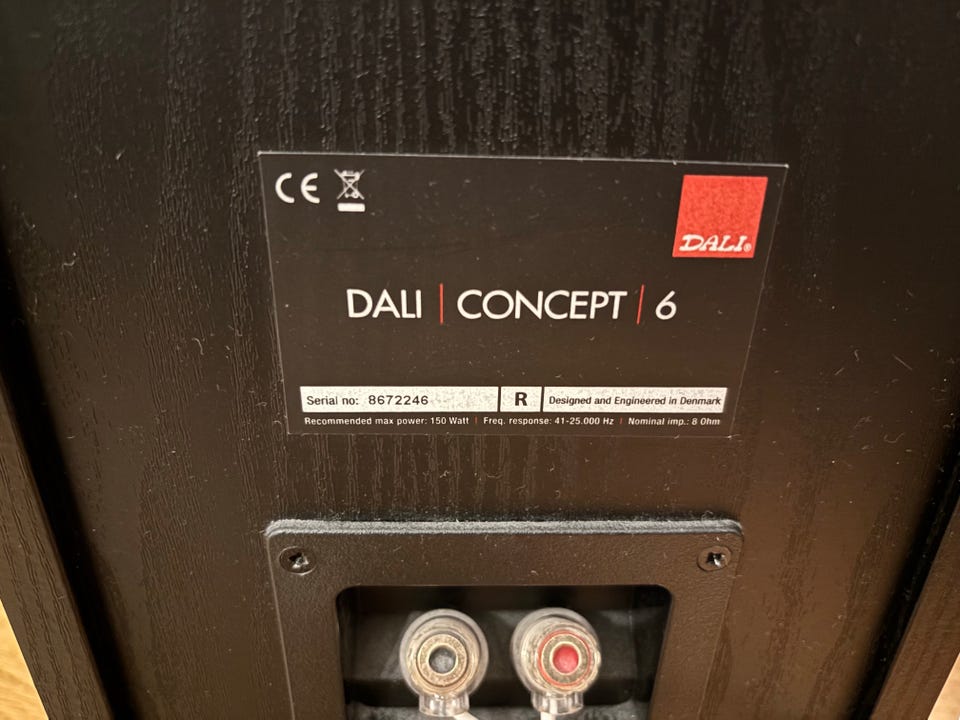 CE
DALI®
DALI | CONCEPT | 6
Serial no: 8672246 R Designed and Engineered in Denmark
Recommended max power: 150 Watt | Freq. response: 41-25.000 Hz | Nominal imp.: 8 Ohm